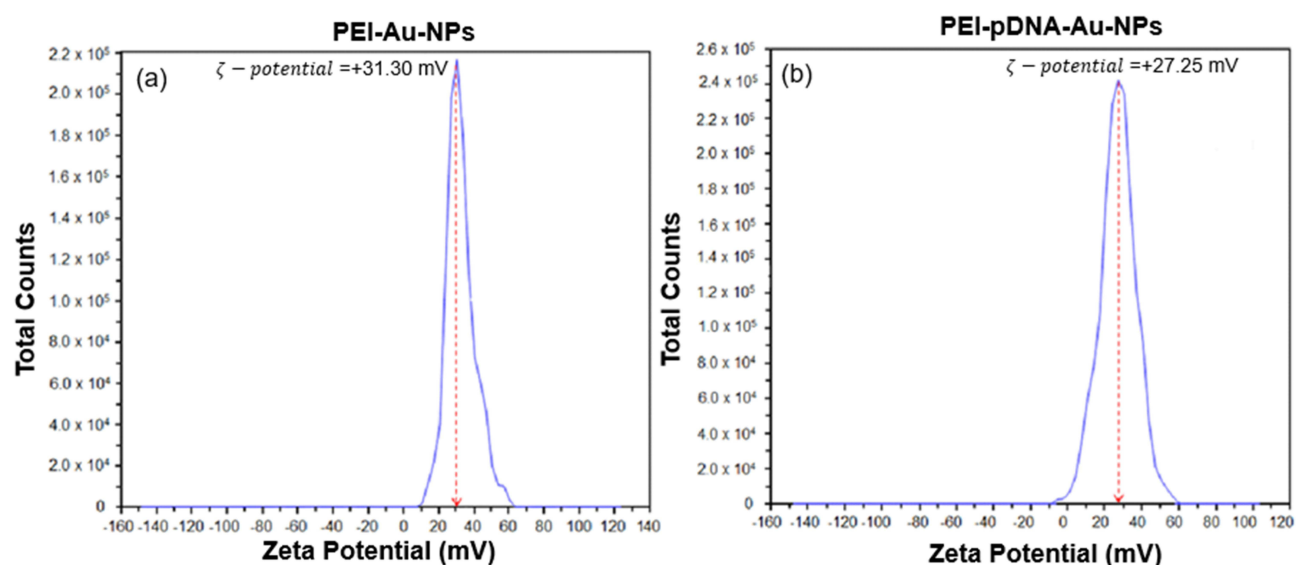 PEI-Au-NPs
(a)
ζ − potential =+31.30 mV
Total Counts
2.2 x 10⁵
2.0 x 10⁵
1.8 x 10⁵
1.6 x 10⁵
1.4 x 10⁵
1.2 x 10⁵
1.0 x 10⁵
8.0 x 10⁴
6.0 x 10⁴
4.0 x 10⁴
2.0 x 10⁴
0
-160 -140 -120 -100 -80 -60 -40 -20 0 20 40 60 80 100 120 140
Zeta Potential (mV)
PEI-pDNA-Au-NPs
(b)
ζ − potential =+27.25 mV
Total Counts
2.6 x 10⁵
2.4 x 10⁵
2.2 x 10⁵
2.0 x 10⁵
1.8 x 10⁵
1.6 x 10⁵
1.4 x 10⁵
1.2 x 10⁵
1.0 x 10⁵
8.0 x 10⁴
6.0 x 10⁴
4.0 x 10⁴
2.0 x 10⁴
0
-160 -140 -120 -100 -80 -60 -40 -20 0 20 40 60 80 100 120
Zeta Potential (mV)